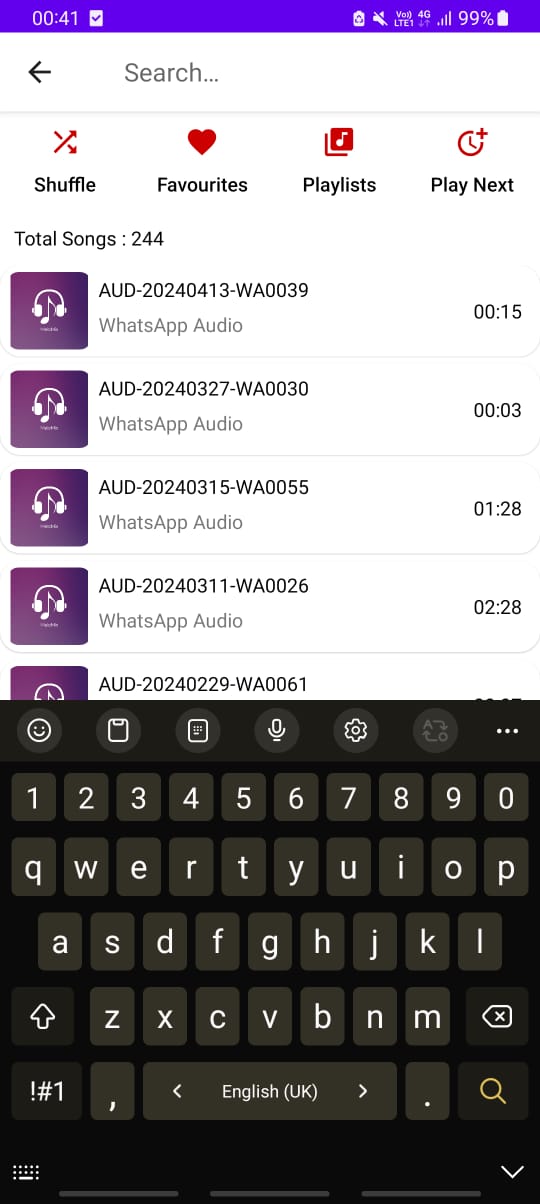 00:41
Vo)) 4G
LTE1
99%
Search...
Shuffle Favourites Playlists Play Next
Total Songs : 244
AUD-20240413-WA0039
WhatsApp Audio
00:15
AUD-20240327-WA0030
WhatsApp Audio
00:03
AUD-20240315-WA0055
WhatsApp Audio
01:28
AUD-20240311-WA0026
WhatsApp Audio
02:28
AUD-20240229-WA0061
1 2 3 4 5 6 7 8 9 0
q w e r t y u i o p
a s d f g h j k l
z x c v b n m
!#1 , < English (UK) > .